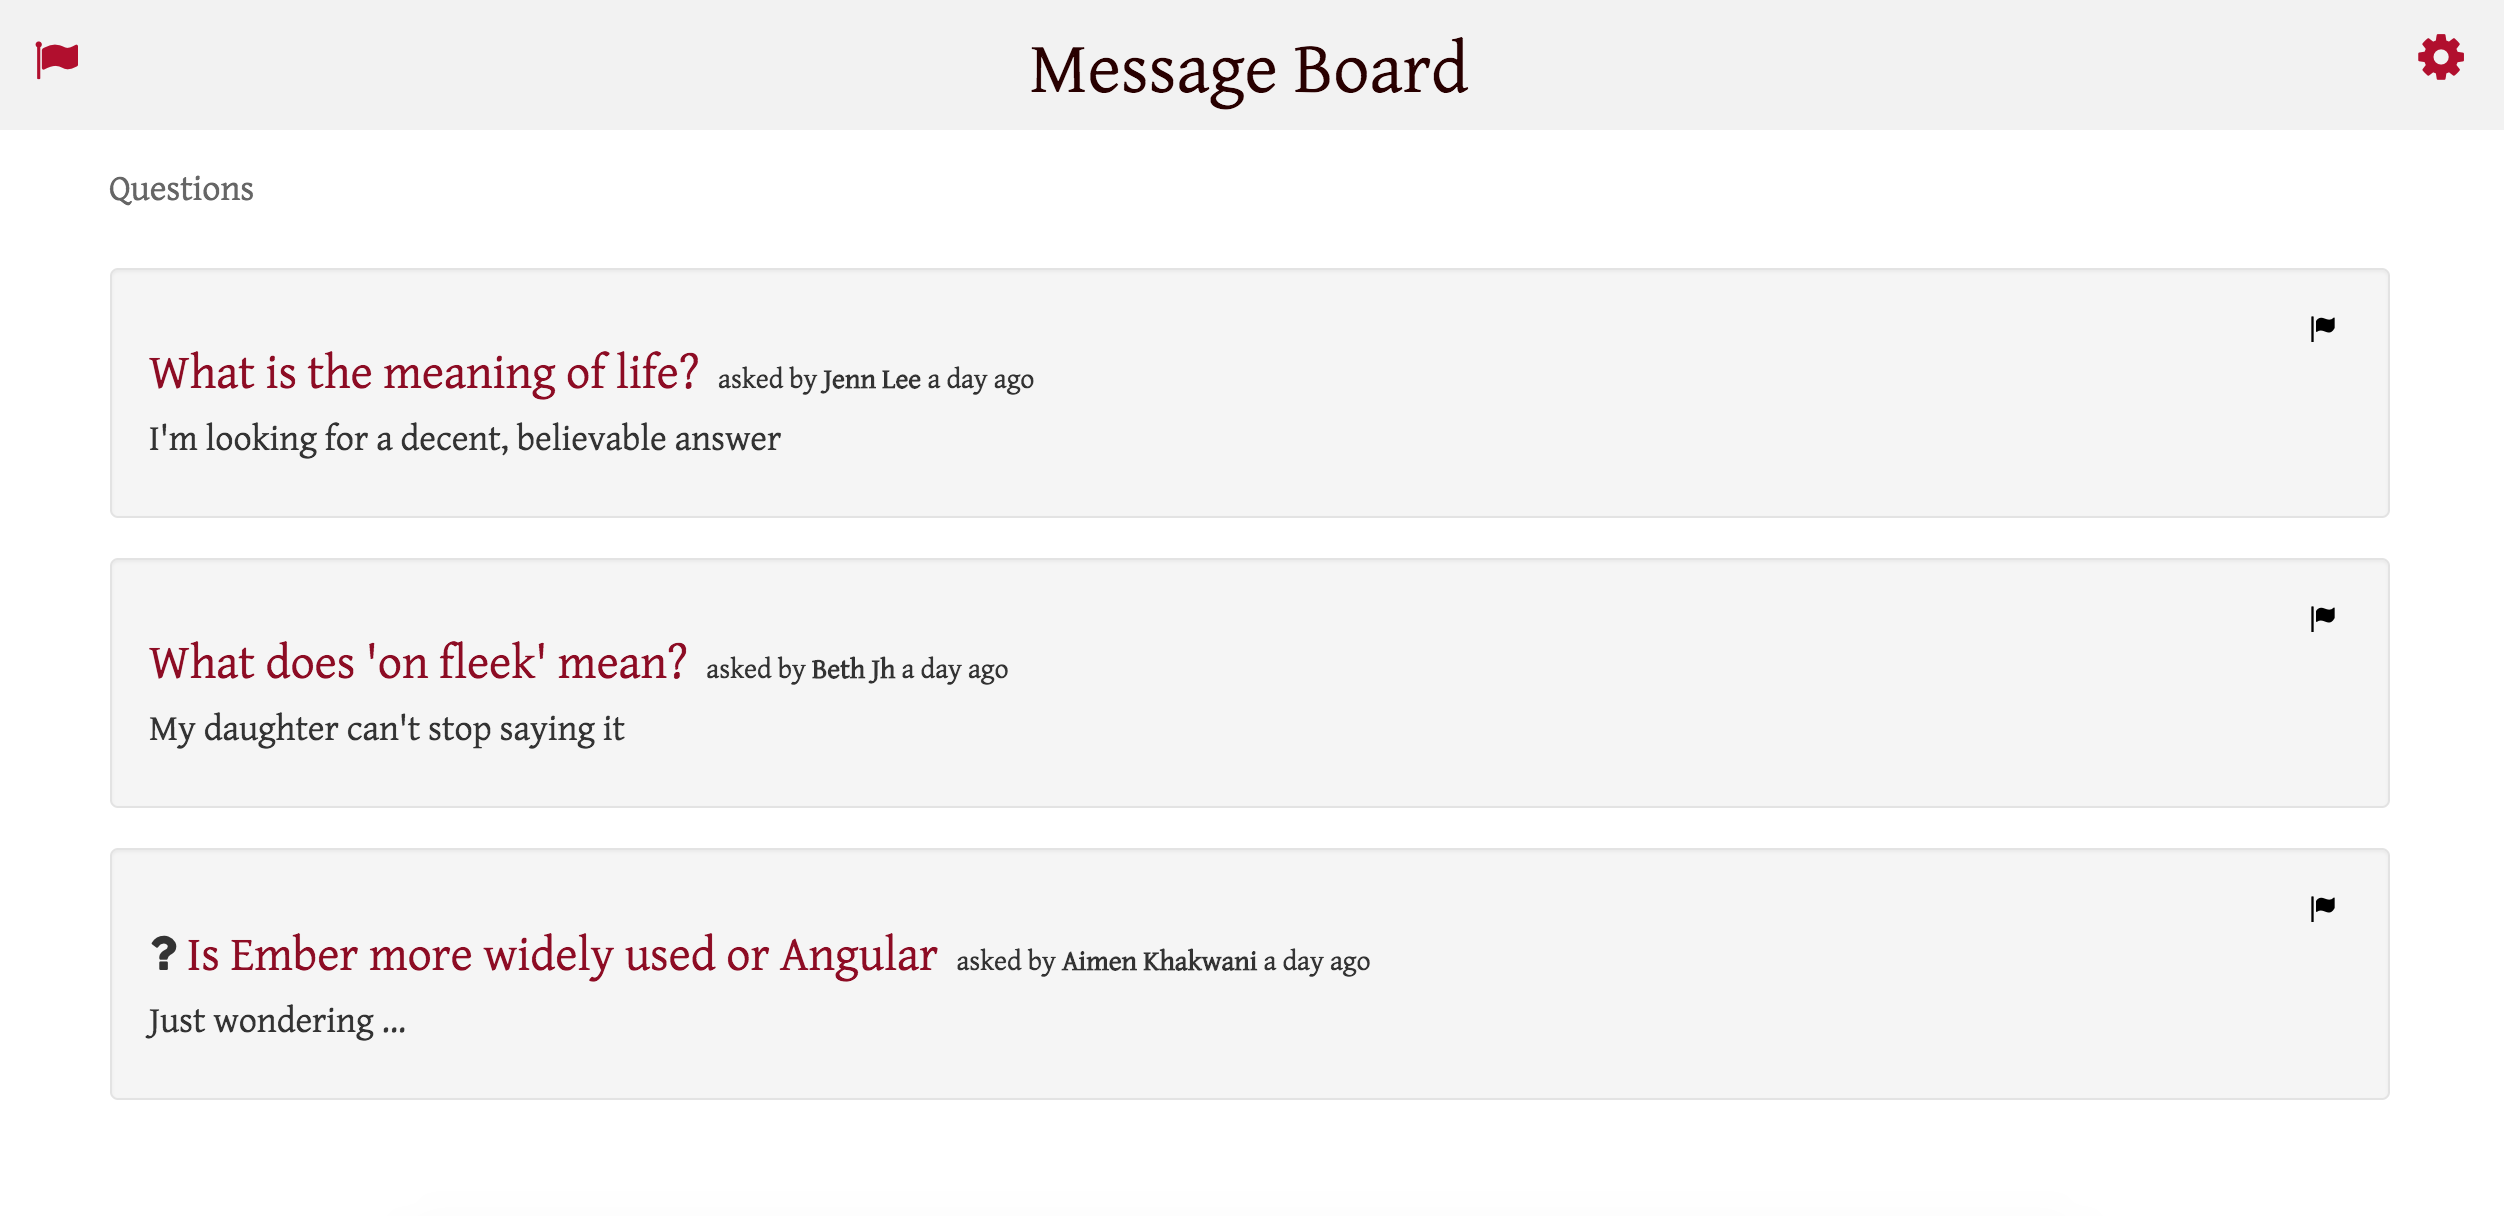 Message Board
Questions
What is the meaning of life? asked by Jenn Lee a day ago
I'm looking for a decent, believable answer
What does 'on fleek' mean? asked by Beth Jh a day ago
My daughter can't stop saying it
? Is Ember more widely used or Angular asked by Aimen Khakwani a day ago
Just wondering ...